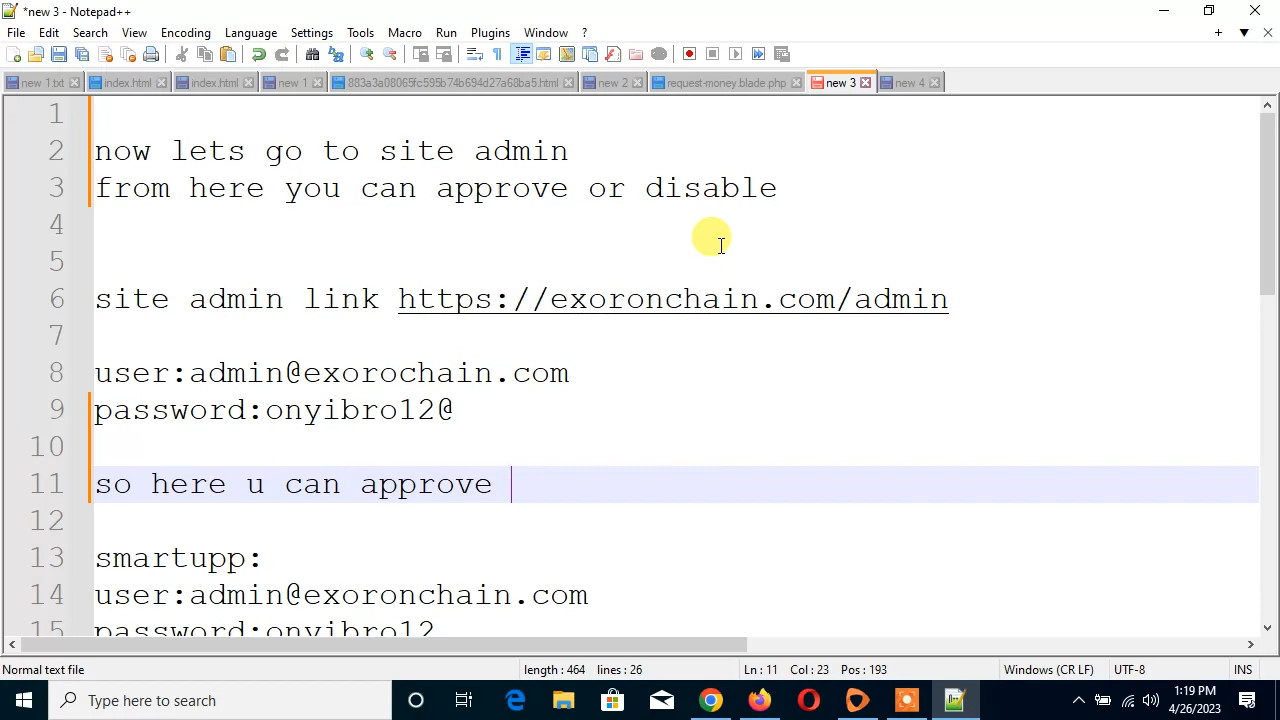 *new 3 - Notepad++
File Edit Search View Encoding Language Settings Tools Macro Run Plugins Window ?
new 1.txt index.html index.html new 1 883a3a08065fc595b74b694d27a68ba5.html new 2 request-money.blade.php new 3 new 4
1
2 now lets go to site admin
3 from here you can approve or disable
4
5
6 site admin link https://exoronchain.com/admin
7
8 user:admin@exorochain.com
9 password:onyibro12@
10
11 so here u can approve
12
13 smartupp:
14 user:admin@exoronchain.com
15 password:onyibro12
Normal text file length : 464 lines : 26 Ln : 11 Col : 23 Pos : 193 Windows (CR LF) UTF-8 INS
Type here to search
1:19 PM
4/26/2023